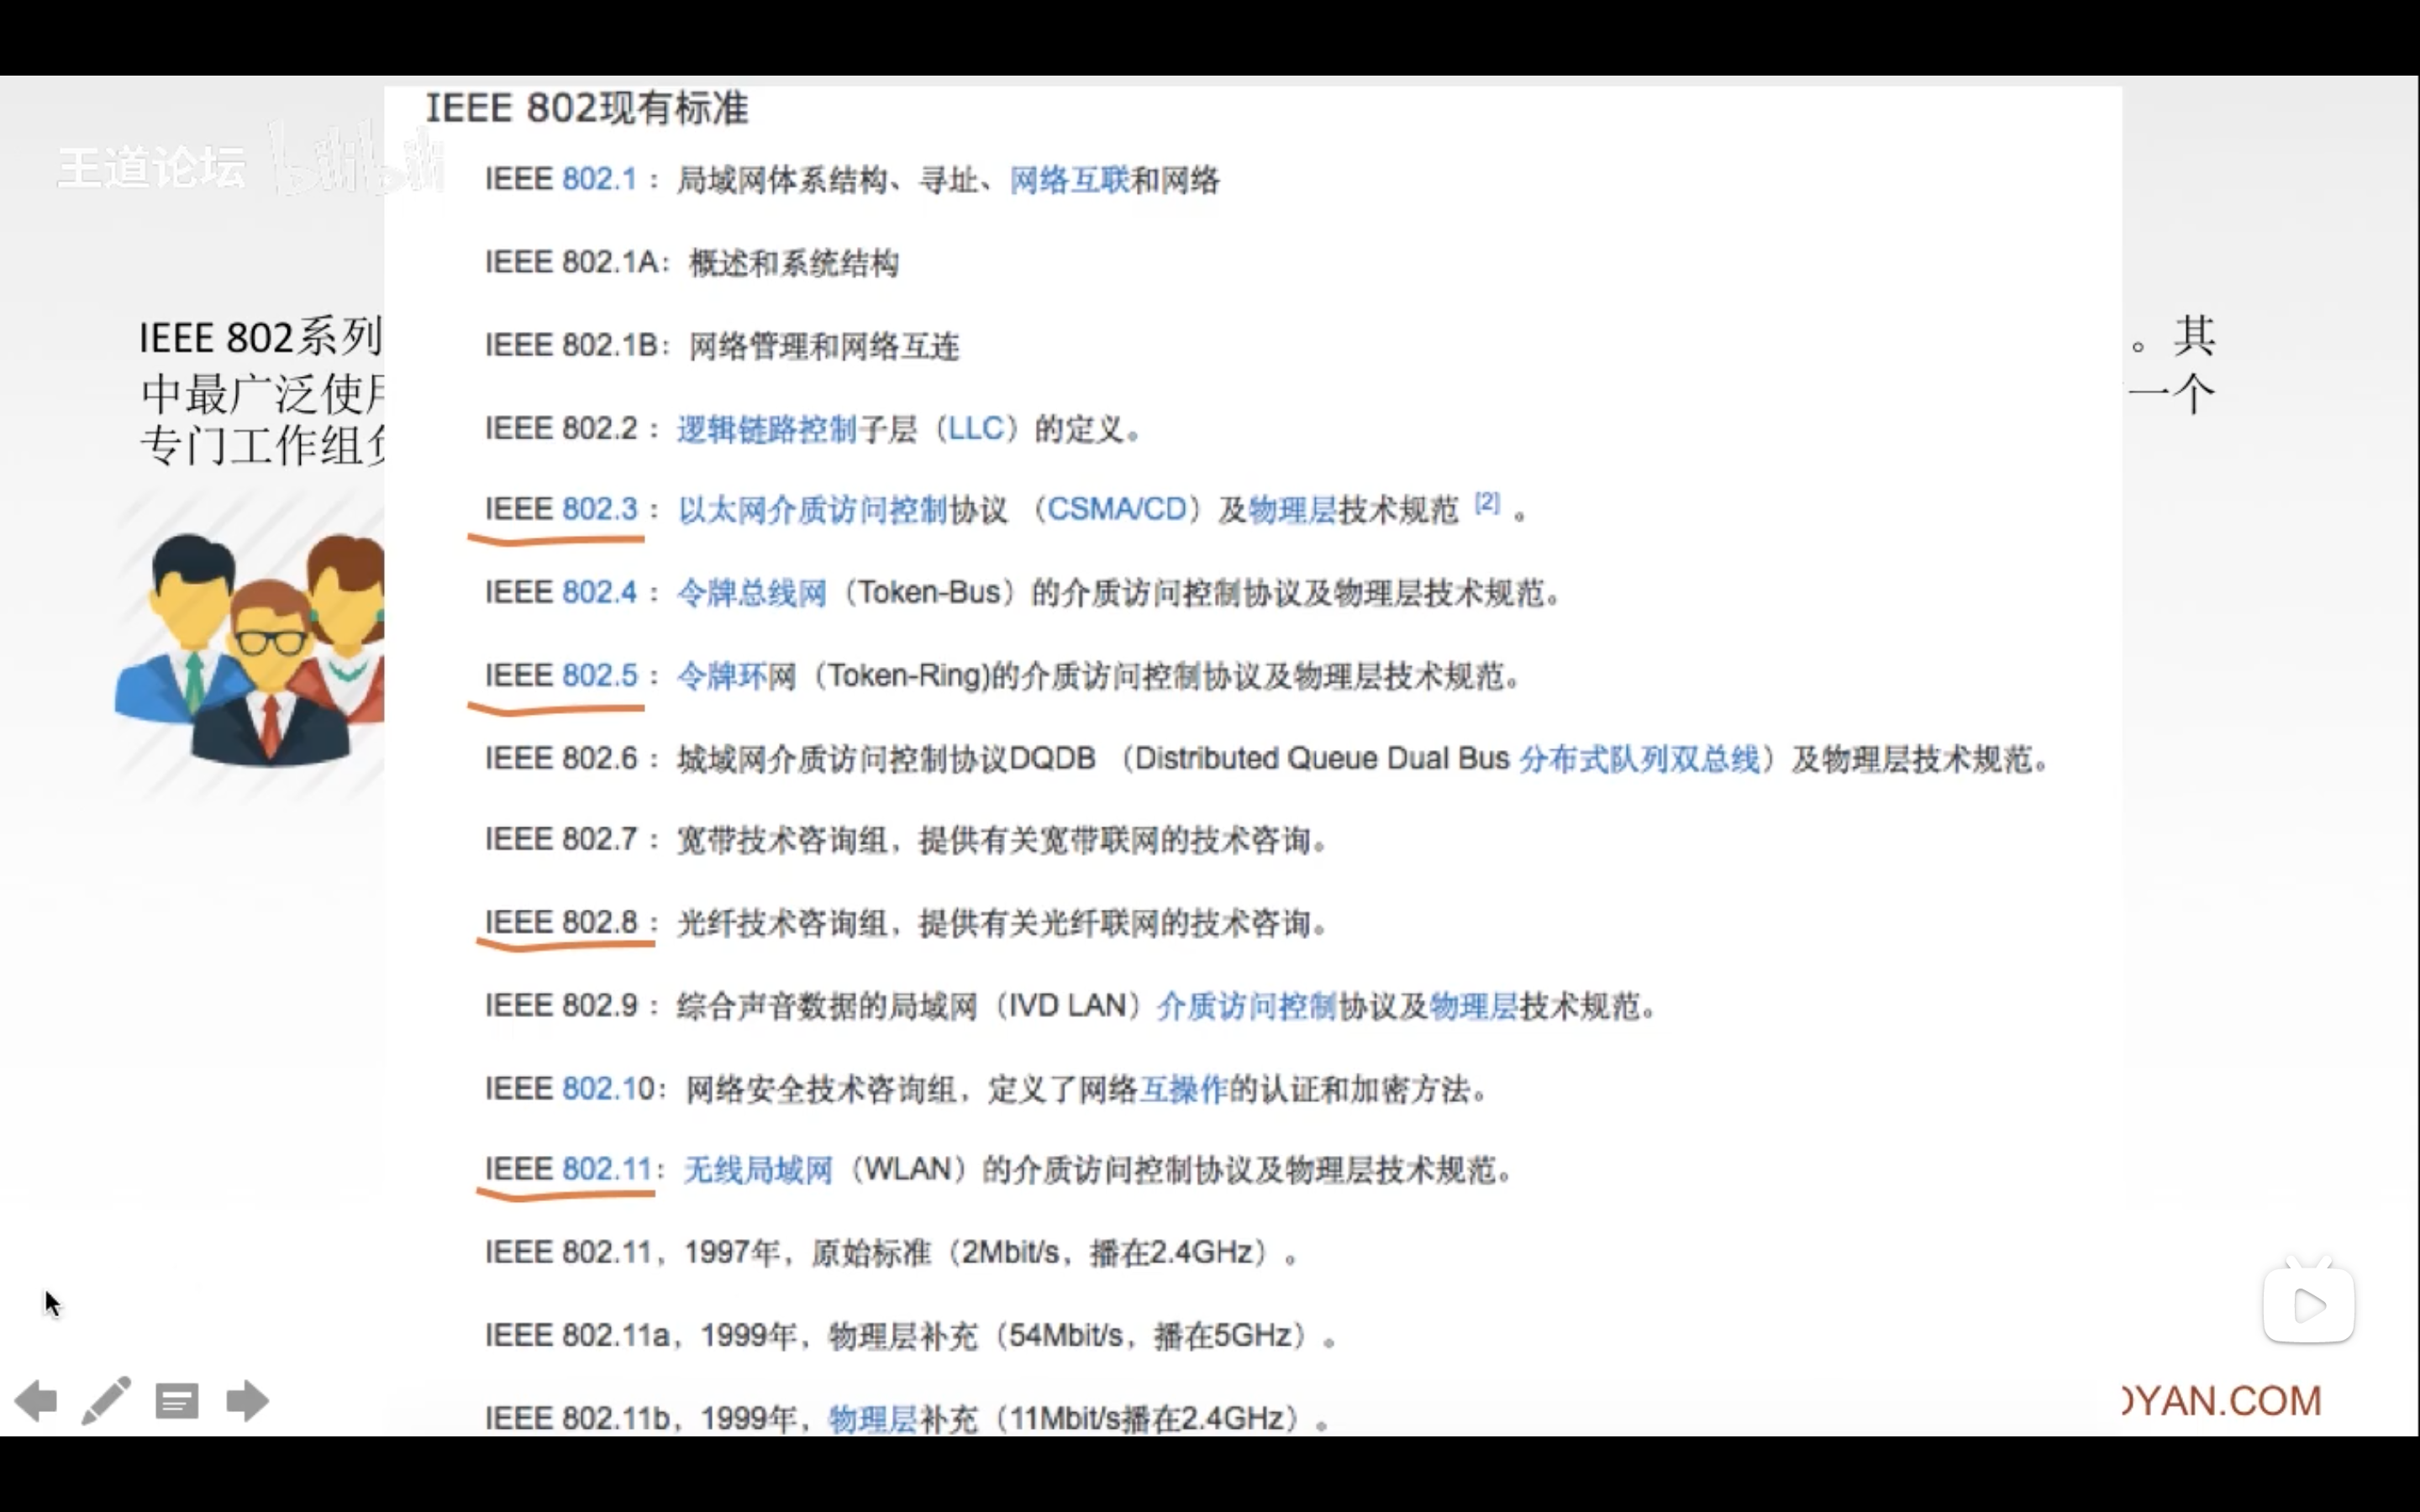 IEEE 802现有标准
王道论坛 bilibili
IEEE 802.1 : 局域网体系结构、寻址、网络互联和网络
IEEE 802.1A: 概述和系统结构
IEEE 802系列
。其
IEEE 802.1B: 网络管理和网络互连
中最广泛使用
一个
IEEE 802.2 : 逻辑链路控制子层（LLC）的定义。
专门工作组
IEEE 802.3 : 以太网介质访问控制协议 （CSMA/CD）及物理层技术规范 [2] 。
IEEE 802.4 : 令牌总线网（Token-Bus）的介质访问控制协议及物理层技术规范。
IEEE 802.5 : 令牌环网（Token-Ring)的介质访问控制协议及物理层技术规范。
IEEE 802.6 : 城域网介质访问控制协议DQDB （Distributed Queue Dual Bus 分布式队列双总线）及物理层技术规范。
IEEE 802.7 : 宽带技术咨询组，提供有关宽带联网的技术咨询。
IEEE 802.8 : 光纤技术咨询组，提供有关光纤联网的技术咨询。
IEEE 802.9 : 综合声音数据的局域网（IVD LAN）介质访问控制协议及物理层技术规范。
IEEE 802.10: 网络安全技术咨询组，定义了网络互操作的认证和加密方法。
IEEE 802.11: 无线局域网（WLAN）的介质访问控制协议及物理层技术规范。
IEEE 802.11，1997年，原始标准（2Mbit/s，播在2.4GHz）。
IEEE 802.11a，1999年，物理层补充（54Mbit/s，播在5GHz）。
IEEE 802.11b，1999年，物理层补充（11Mbit/s播在2.4GHz）。
YAN.COM